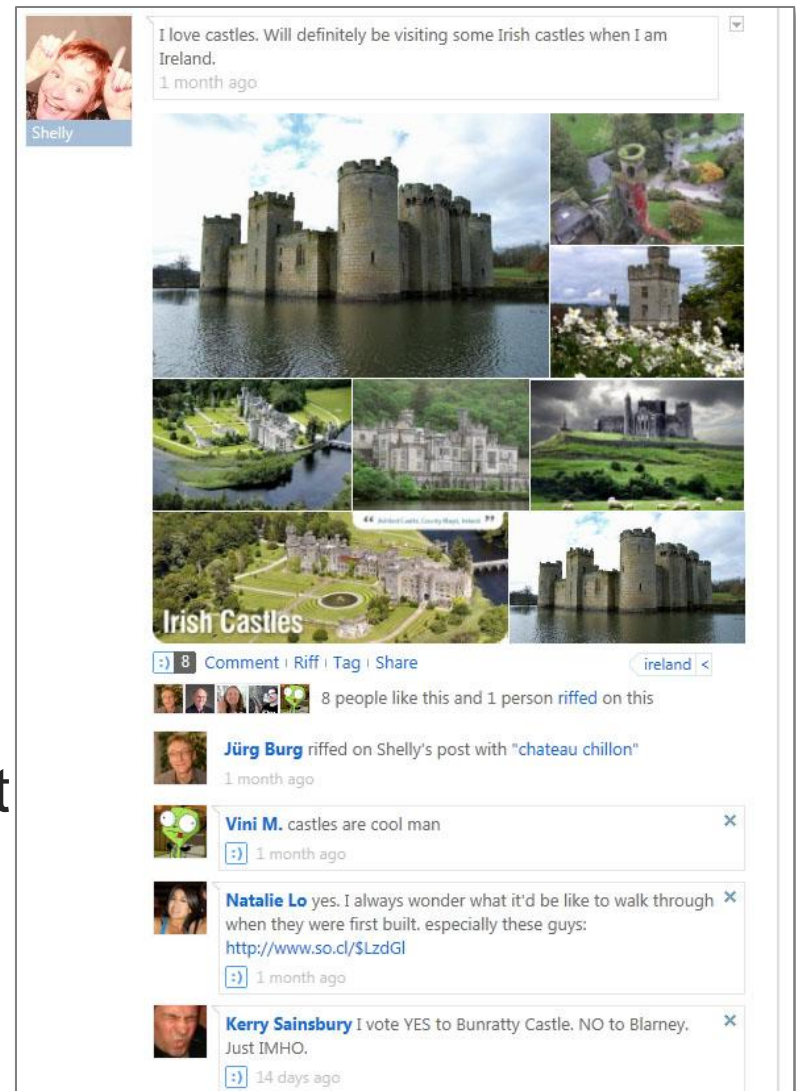 I love castles. Will definitely be visiting some Irish castles when I am
Ireland.
1 month ago
Shelly
“ Ashford Castle, County Mayo, Ireland. ”
Irish Castles
:) 8 Comment Riff Tag Share
ireland <
8 people like this and 1 person riffed on this
Jürg Burg riffed on Shelly's post with "chateau chillon"
1 month ago
t
Vini M. castles are cool man
:) 1 month ago
Natalie Lo yes. I always wonder what it'd be like to walk through
when they were first built. especially these guys:
http://www.so.cl/$LzdGl
:) 1 month ago
Kerry Sainsbury I vote YES to Bunratty Castle. NO to Blarney.
Just IMHO.
:) 14 days ago